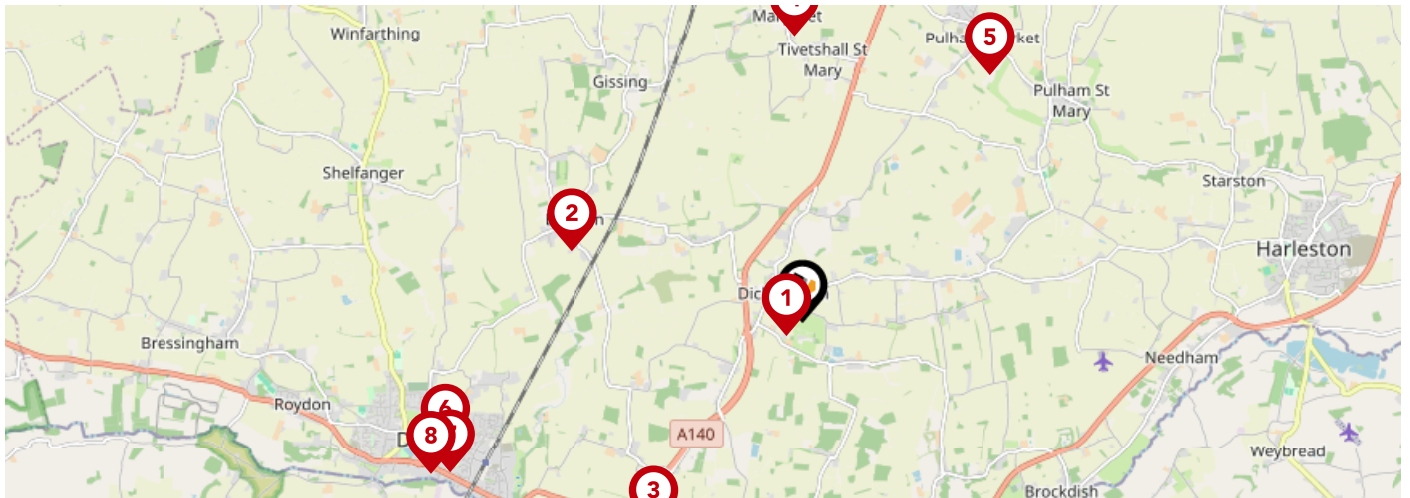 Winfarthing
Tivetshall St
Mary
5
Gissing
Pulham St
Mary
Shelfanger
Starston
2
Harleston
1
Bressingham
Needham
Roydon
6
8
A140
Weybread
3
Brockdish